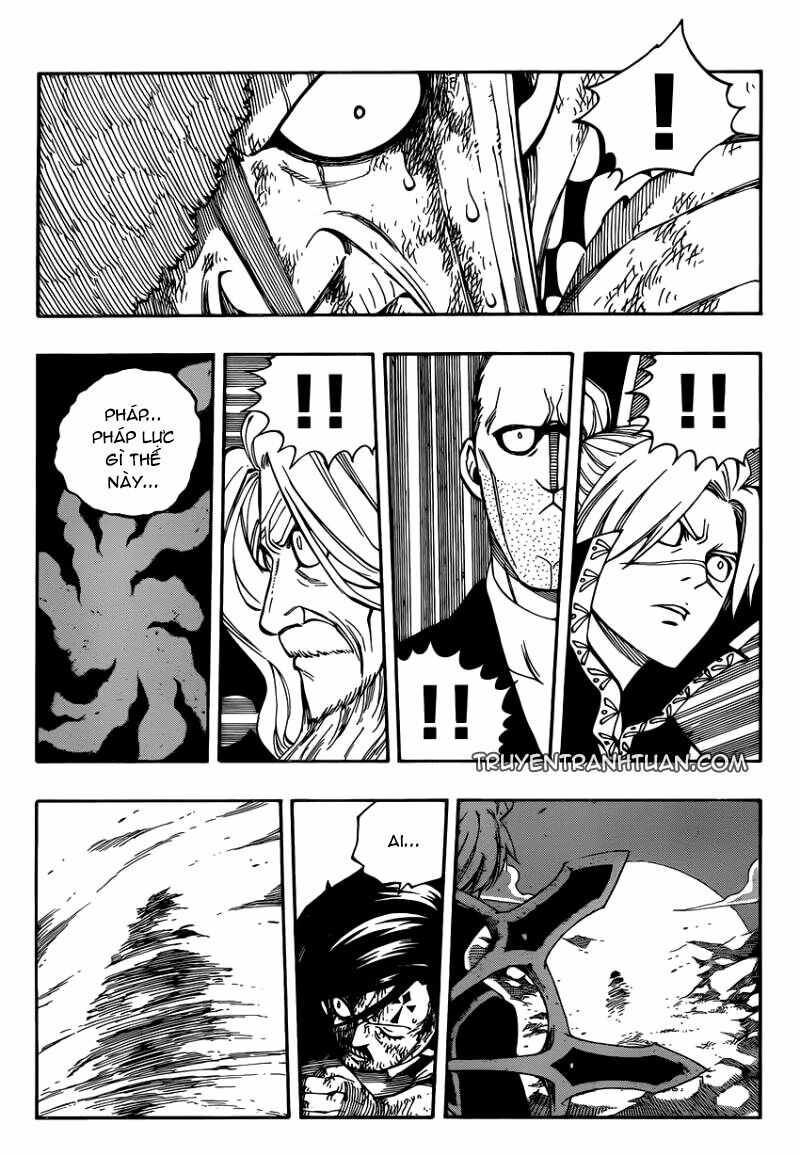 !
PHÁP...
PHÁP LỰC
GÌ THẾ
NÀY...
!!
!!
!!
TRUYENTRANHTUAN.COM
AI...